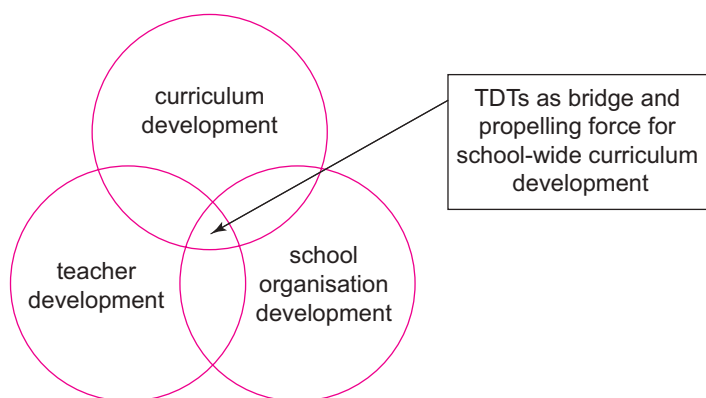 curriculum
development
TDTs as bridge and
propelling force for
school-wide curriculum
development
teacher
development
school
organisation
development